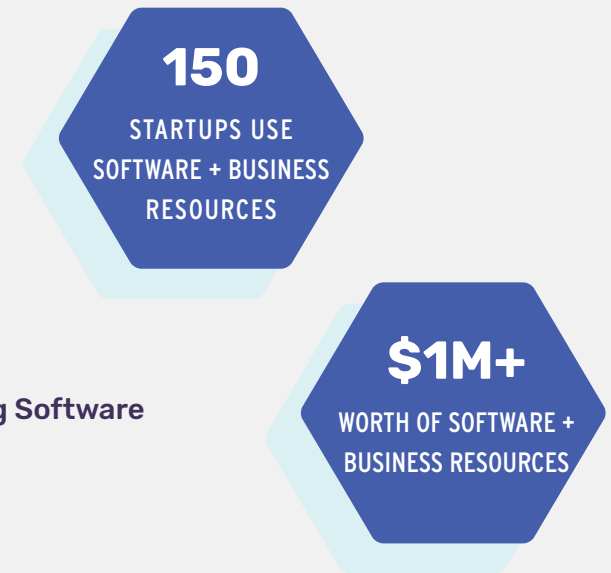 150
STARTUPS USE
SOFTWARE + BUSINESS
RESOURCES
$1M+
g Software
WORTH OF SOFTWARE +
BUSINESS RESOURCES